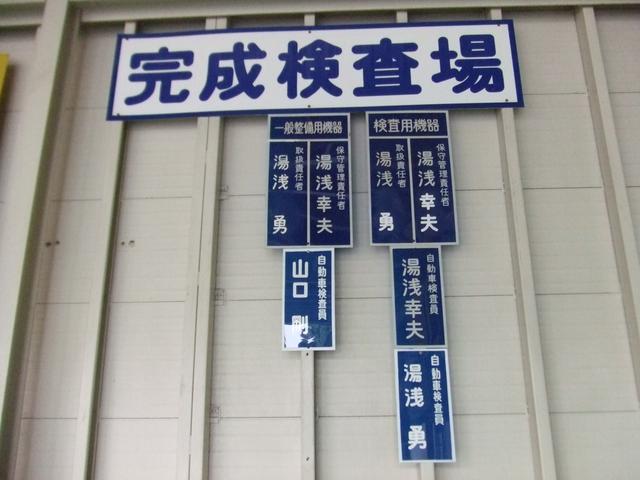 完成検査場
一般整備用機器
保守管理責任者
湯浅幸夫
取扱責任者
湯浅 勇
自動車検査員
山口 剛
検査用機器
保守管理責任者
湯浅幸夫
取扱責任者
湯浅 勇
自動車検査員
湯浅幸夫
自動車検査員
湯浅 勇